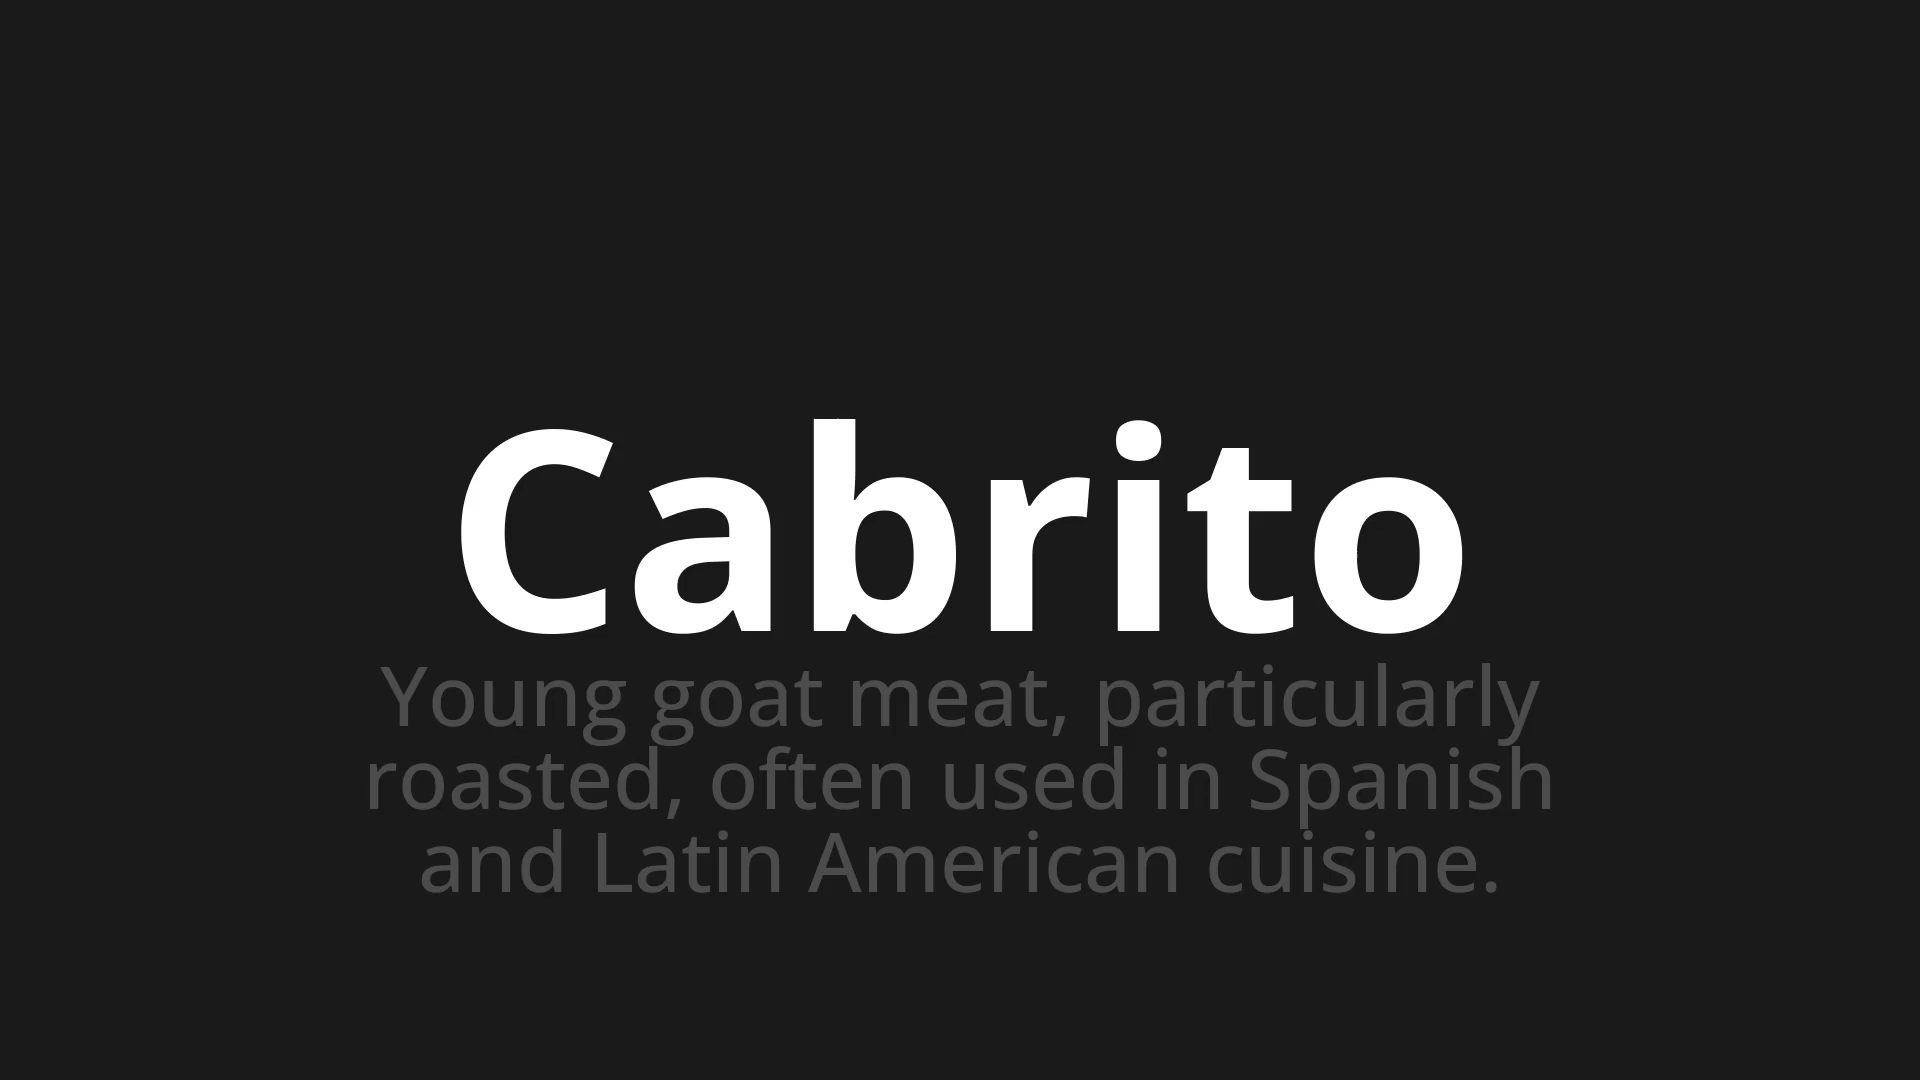 Cabrito
Young goat meat, particularly
roasted, often used in Spanish
and Latin American cuisine.